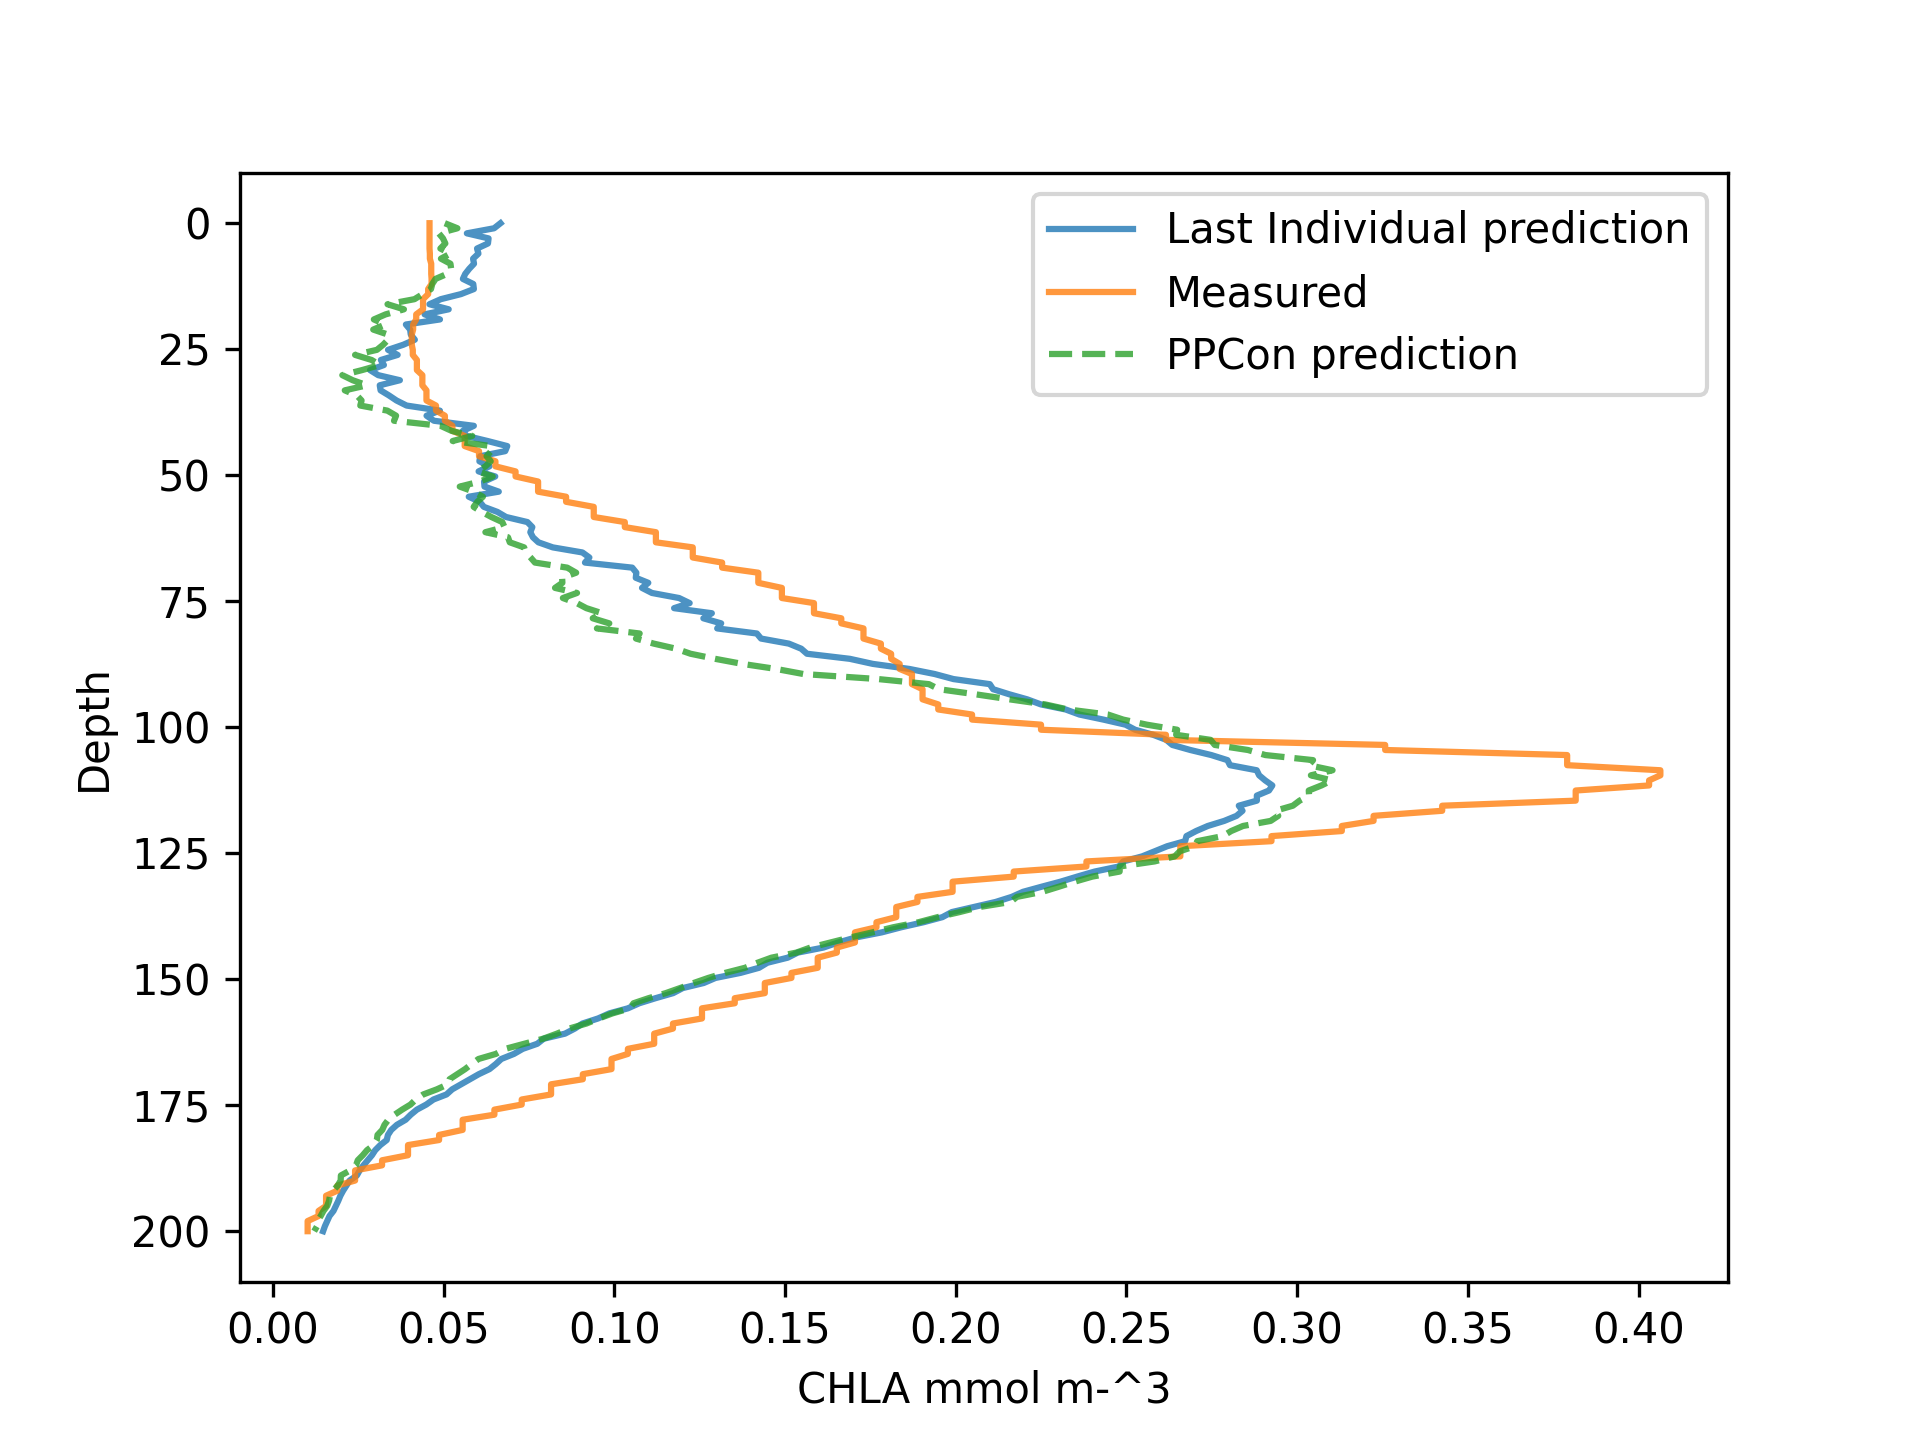 Last Individual prediction
Measured
PPCon prediction
0
25
50
75
100
125
150
175
200
Depth
0.00 0.05 0.10 0.15 0.20 0.25 0.30 0.35 0.40
CHLA mmol m-^3